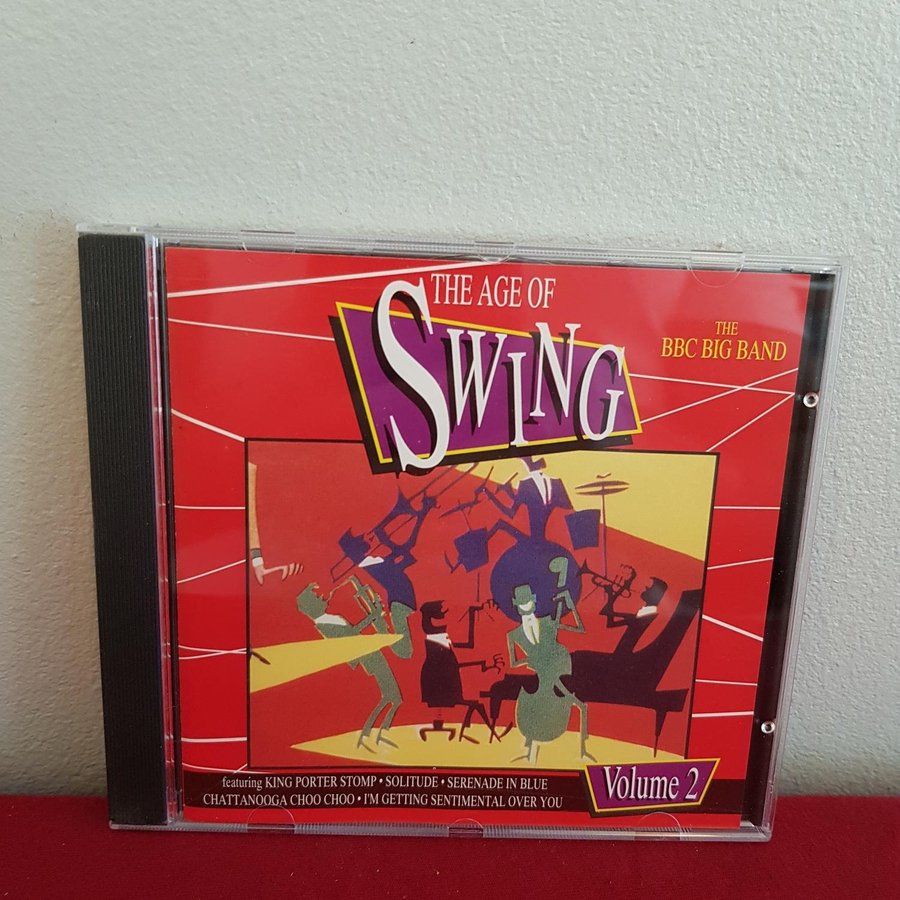 THE AGE OF
SWING
THE
BBC BIG BAND
featuring KING PORTER STOMP • SOLITUDE • SERENADE IN BLUE
CHATTANOOGA CHOO CHOO • I'M GETTING SENTIMENTAL OVER YOU
Volume 2